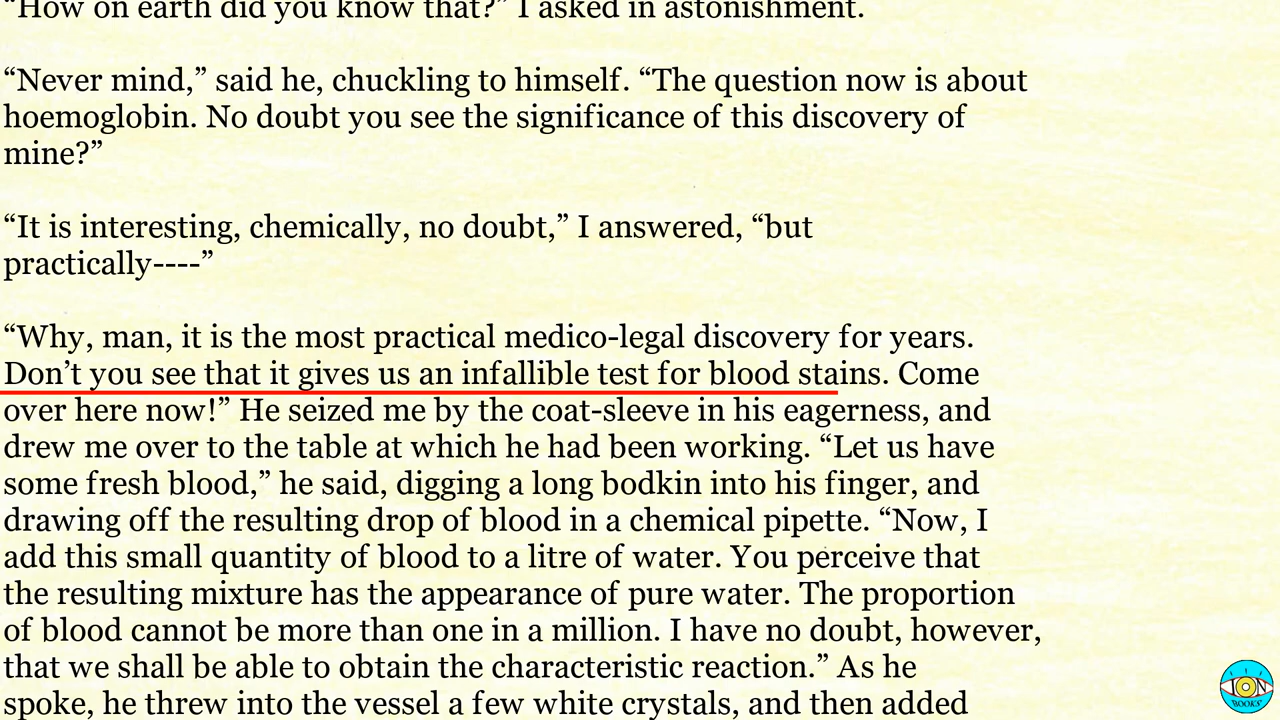 “How on earth did you know that?” I asked in astonishment.
“Never mind,” said he, chuckling to himself. “The question now is about
hoemoglobin. No doubt you see the significance of this discovery of
mine?”
“It is interesting, chemically, no doubt,” I answered, “but
practically----”
“Why, man, it is the most practical medico-legal discovery for years.
Don’t you see that it gives us an infallible test for blood stains. Come
over here now!” He seized me by the coat-sleeve in his eagerness, and
drew me over to the table at which he had been working. “Let us have
some fresh blood,” he said, digging a long bodkin into his finger, and
drawing off the resulting drop of blood in a chemical pipette. “Now, I
add this small quantity of blood to a litre of water. You perceive that
the resulting mixture has the appearance of pure water. The proportion
of blood cannot be more than one in a million. I have no doubt, however,
that we shall be able to obtain the characteristic reaction.” As he
spoke, he threw into the vessel a few white crystals, and then added
ION
BOOKS